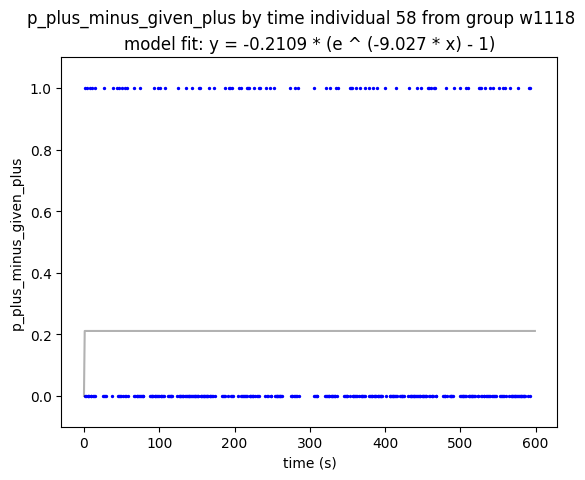 p_plus_minus_given_plus by time individual 58 from group w1118
model fit: y = -0.2109 * (e ^ (-9.027 * x) - 1)
p_plus_minus_given_plus
1.0
0.8
0.6
0.4
0.2
0.0
0 100 200 300 400 500 600
time (s)